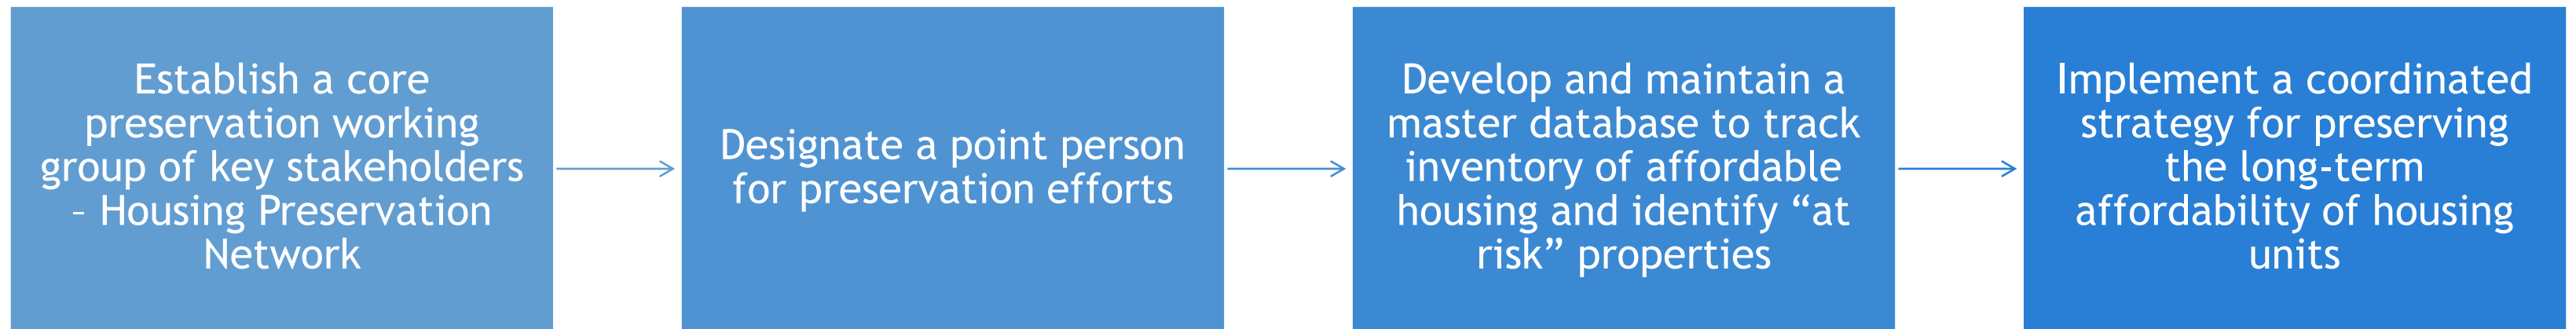 Establish a core
preservation working
group of key stakeholders
– Housing Preservation
Network
Designate a point person
for preservation efforts
Develop and maintain a
master database to track
inventory of affordable
housing and identify “at
risk” properties
Implement a coordinated
strategy for preserving
the long-term
affordability of housing
units